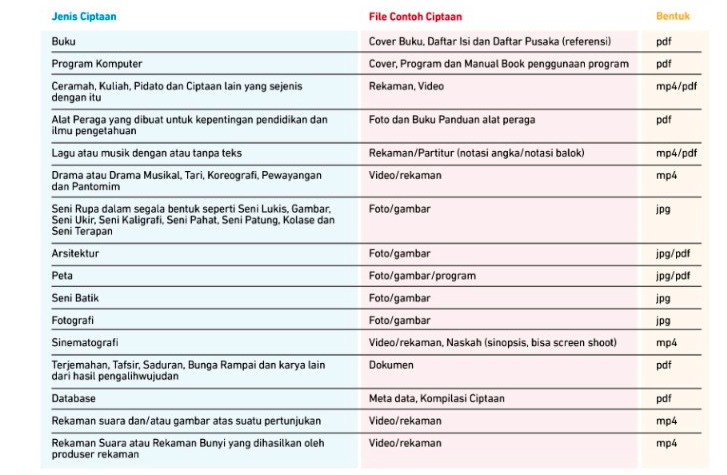 Jenis Ciptaan File Contoh Ciptaan Bentuk
Buku Cover Buku, Daftar Isi dan Daftar Pusaka (referensi) pdf
Program Komputer Cover, Program dan Manual Book penggunaan program pdf
Ceramah, Kuliah, Pidato dan Ciptaan lain yang sejenis Rekaman, Video mp4/pdf
dengan itu
Alat Peraga yang dibuat untuk kepentingan pendidikan dan Foto dan Buku Panduan alat peraga pdf
ilmu pengetahuan
Lagu atau musik dengan atau tanpa teks Rekaman/Partitur (notasi angka/notasi balok) mp4/pdf
Drama atau Drama Musikal, Tari, Koreografi, Pewayangan Video/rekaman mp4
dan Pantomim
Seni Rupa dalam segala bentuk seperti Seni Lukis, Gambar, Foto/gambar jpg
Seni Ukir, Seni Kaligrafi, Seni Pahat, Seni Patung, Kolase dan
Seni Terapan
Arsitektur Foto/gambar jpg/pdf
Peta Foto/gambar/program jpg/pdf
Seni Batik Foto/gambar jpg
Fotografi Foto/gambar jpg
Sinematografi Video/rekaman, Naskah (sinopsis, bisa screen shoot) mp4
Terjemahan, Tafsir, Saduran, Bunga Rampai dan karya lain Dokumen pdf
dari hasil pengalihwujudan
Database Meta data, Kompilasi Ciptaan pdf
Rekaman suara dan/atau gambar atas suatu pertunjukan Video/rekaman mp4
Rekaman Suara atau Rekaman Bunyi yang dihasilkan oleh Video/rekaman mp4
produser rekaman